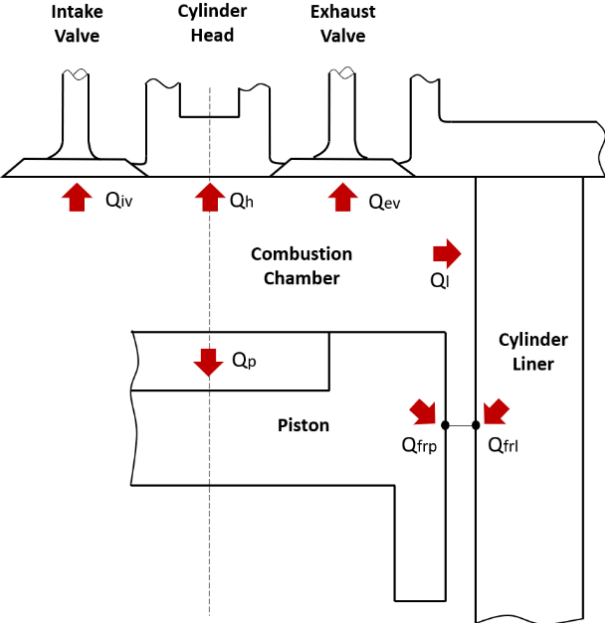 Intake
Valve
Cylinder
Head
Exhaust
Valve
Qiv
Qh
Qev
Combustion
Chamber
Ql
Cylinder
Liner
Qp
Piston
Qfrp
Qfrl